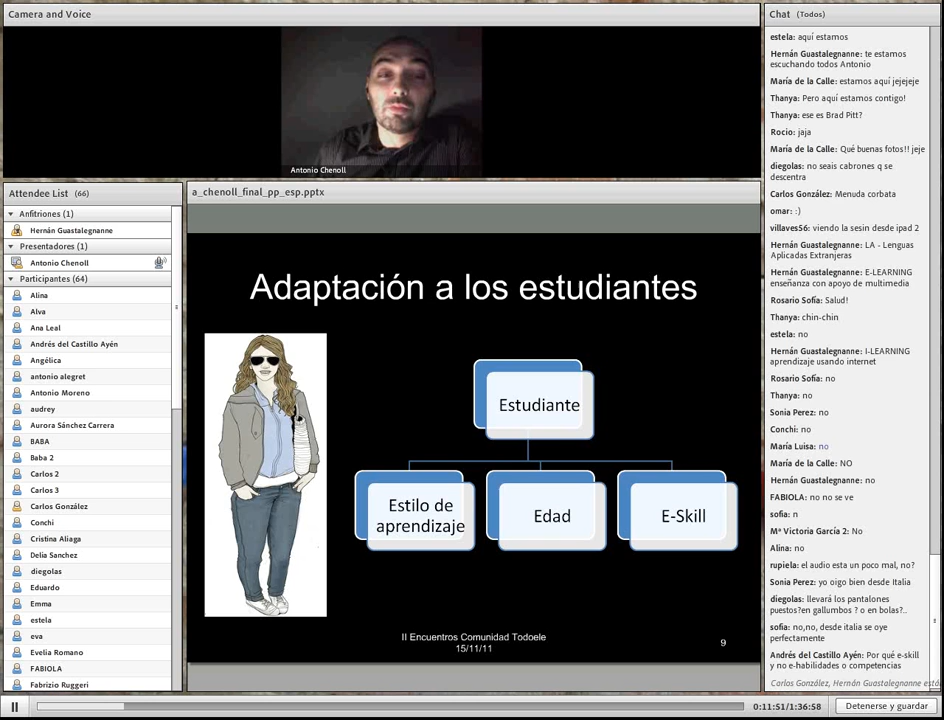 Camera and Voice
Antonio Chenoll
Attendee List (66)
Anfitriones (1)
Hernán Guastalegnanne
Presentadores (1)
Antonio Chenoll
Participantes (64)
Alina
Alva
Ana Leal
Andrés del Castillo Ayén
Angélica
antonio alegret
Antonio Moreno
audrey
Aurora Sánchez Carrera
BABA
Baba 2
Carlos 2
Carlos 3
Carlos González
Conchi
Cristina Aliaga
Delia Sanchez
diegolas
Eduardo
Emma
estela
eva
Evelia Romano
FABIOLA
Fabrizio Ruggeri
a_chenoll_final_pp_esp.pptx
Adaptación a los estudiantes
Estudiante
Estilo de
aprendizaje
Edad
E-Skill
II Encuentros Comunidad Todoele
15/11/11
9
Chat (Todos)
estela: aquí estamos
Hernán Guastalegnanne: te estamos
escuchando todos Antonio
María de la Calle: estamos aquí jejejeje
Thanya: Pero aquí estamos contigo!
Thanya: ese es Brad Pitt?
Rocio: jaja
María de la Calle: Qué buenas fotos!! jeje
diegolas: no seais cabrones q se
descentra
Carlos González: Menuda corbata
omar: :)
villaves56: viendo la sesin desde ipad 2
Hernán Guastalegnanne: LA - Lenguas
Aplicadas Extranjeras
Hernán Guastalegnanne: E-LEARNING
enseñanza con apoyo de multimedia
Rosario Sofía: Salud!
Thanya: chin-chin
estela: no
Hernán Guastalegnanne: I-LEARNING
aprendizaje usando internet
Rosario Sofía: no
Thanya: no
Sonia Perez: no
Conchi: no
María Luisa: no
María de la Calle: NO
Hernán Guastalegnanne: no
FABIOLA: no no se ve
sofia: n
Mª Victoria García 2: No
Alina: no
rupiela: el audio esta un poco mal, no?
Sonia Perez: yo oigo bien desde Italia
diegolas: llevará los pantalones
puestos?en gallumbos ? o en bolas?..
sofia: no,no, desde italia se oye
perfectamente
Andrés del Castillo Ayén: Por qué e-skill
y no e-habilidades o competencias
Carlos González, Hernán Guastalegnanne está
0:11:51/1:36:58
Detenerse y guardar